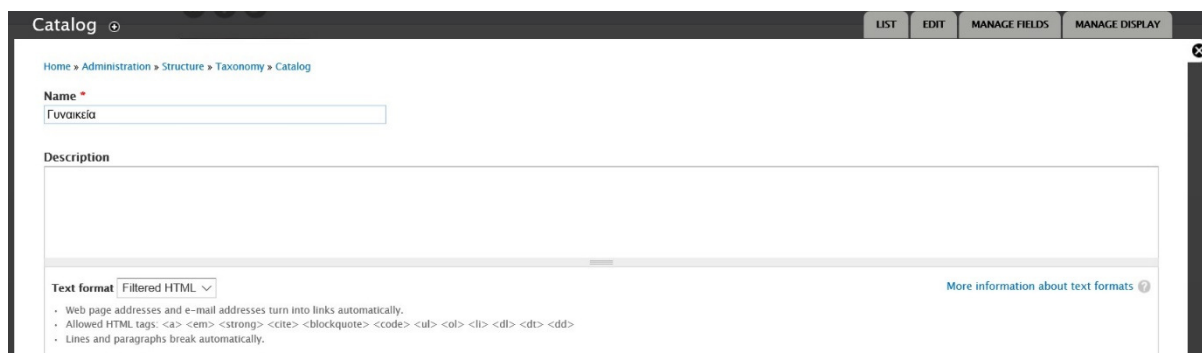 Catalog
LIST EDIT MANAGE FIELDS MANAGE DISPLAY
Home » Administration » Structure » Taxonomy » Catalog
Name *
Γυναικεία
Description
Text format Filtered HTML
More information about text formats
• Web page addresses and e-mail addresses turn into links automatically.
• Allowed HTML tags: <a> <em> <strong> <cite> <blockquote> <code> <ul> <ol> <li> <dl> <dt> <dd>
• Lines and paragraphs break automatically.